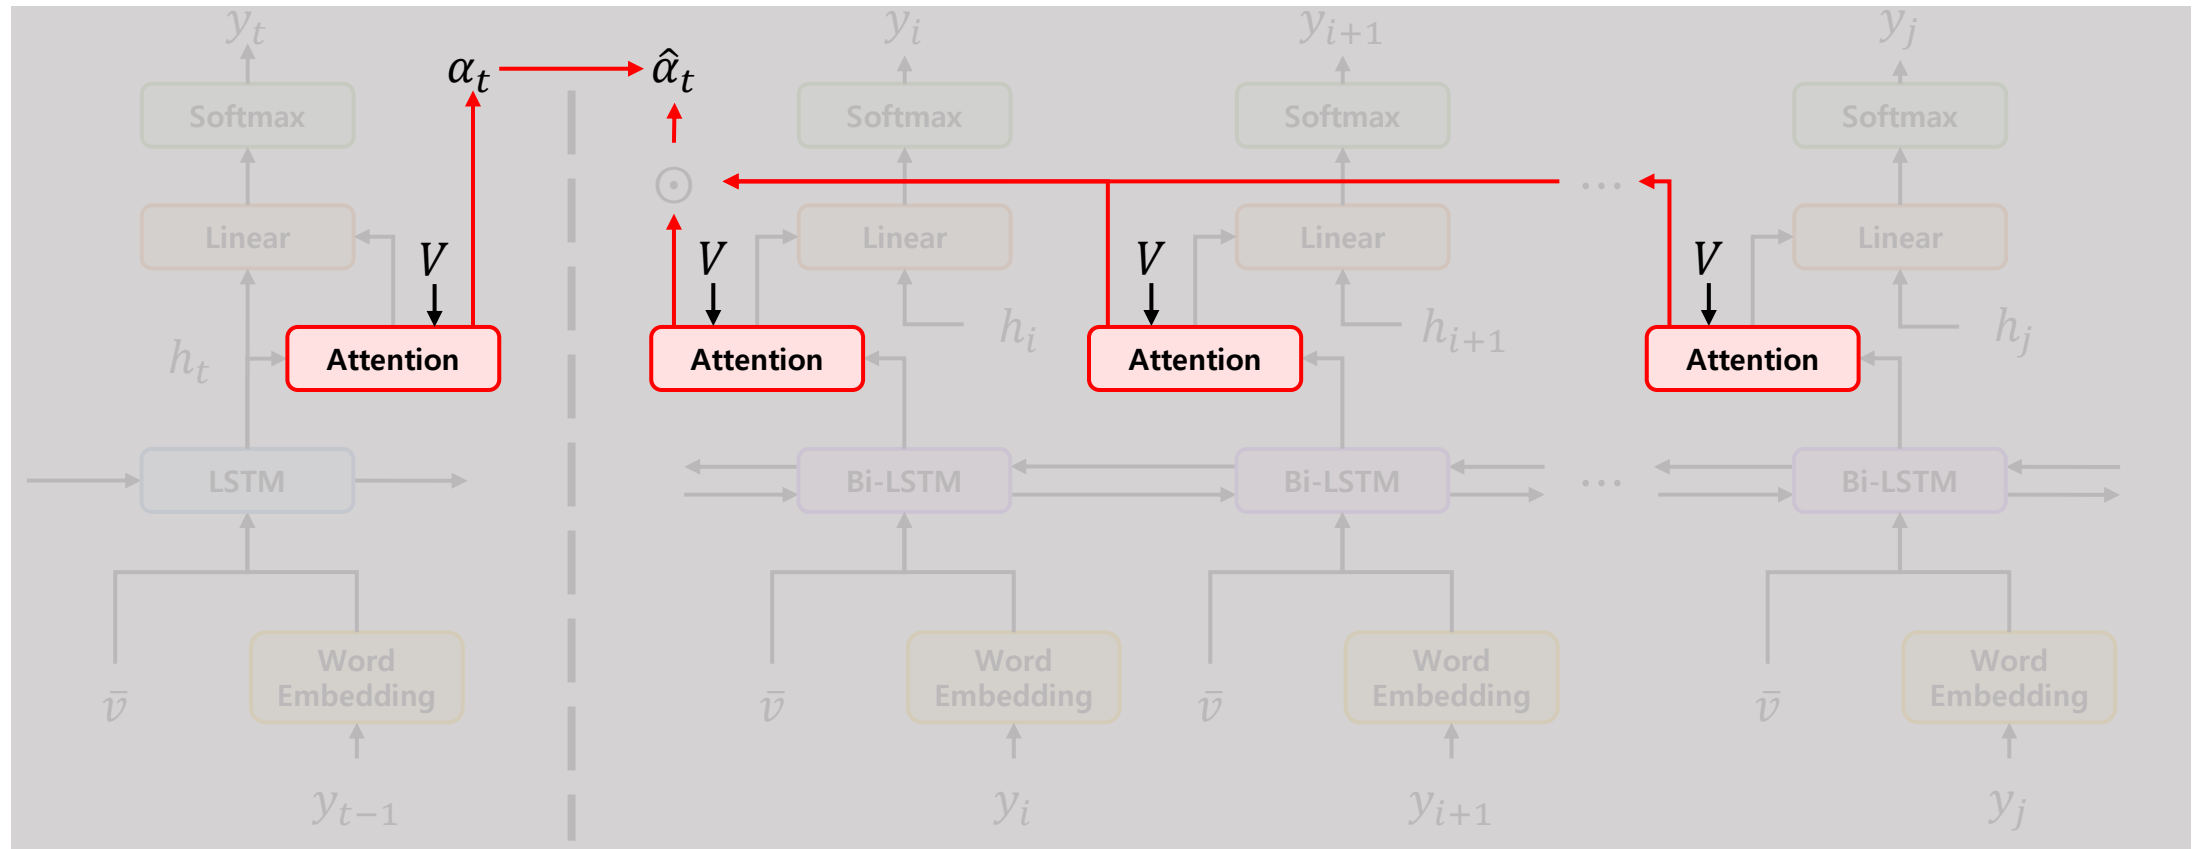 y_t
α_t
α̂_t
y_i
y_{i+1}
y_j
Softmax
Softmax
Softmax
Softmax
⊙
...
Linear
V
V
Linear
V
Linear
V
Linear
h_t
Attention
Attention
h_i
Attention
h_{i+1}
Attention
h_j
LSTM
Bi-LSTM
Bi-LSTM
...
Bi-LSTM
v̄
Word
Embedding
v̄
Word
Embedding
v̄
Word
Embedding
v̄
Word
Embedding
y_{t−1}
y_i
y_{i+1}
y_j